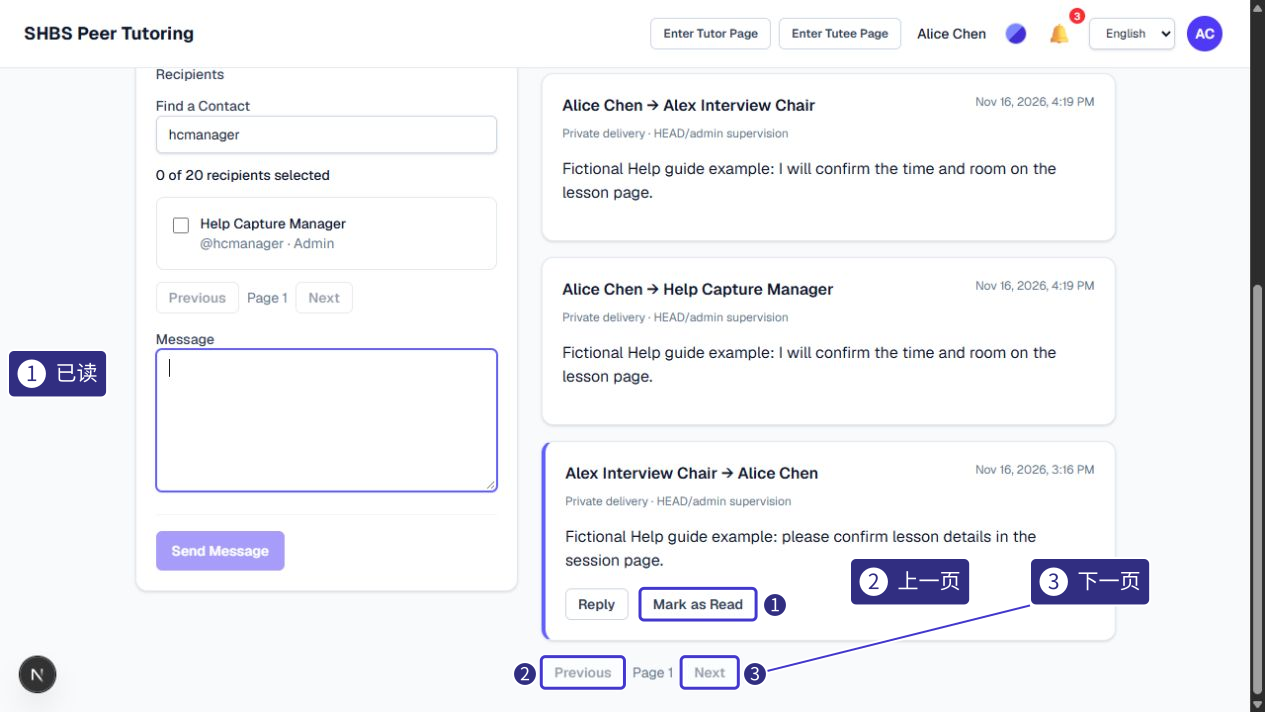 SHBS Peer Tutoring
Enter Tutor Page
Enter Tutee Page
Alice Chen
3
English
AC
Recipients
Find a Contact
hcmanager
0 of 20 recipients selected
Help Capture Manager
@hcmanager · Admin
Previous
Page 1
Next
Message
1 已读
Send Message
N
Alice Chen → Alex Interview Chair
Nov 16, 2026, 4:19 PM
Private delivery · HEAD/admin supervision
Fictional Help guide example: I will confirm the time and room on the
lesson page.
Alice Chen → Help Capture Manager
Nov 16, 2026, 4:19 PM
Private delivery · HEAD/admin supervision
Fictional Help guide example: I will confirm the time and room on the
lesson page.
Alex Interview Chair → Alice Chen
Nov 16, 2026, 3:16 PM
Private delivery · HEAD/admin supervision
Fictional Help guide example: please confirm lesson details in the
session page.
2 上一页
3 下一页
Reply
Mark as Read
1
2
Previous
Page 1
Next
3